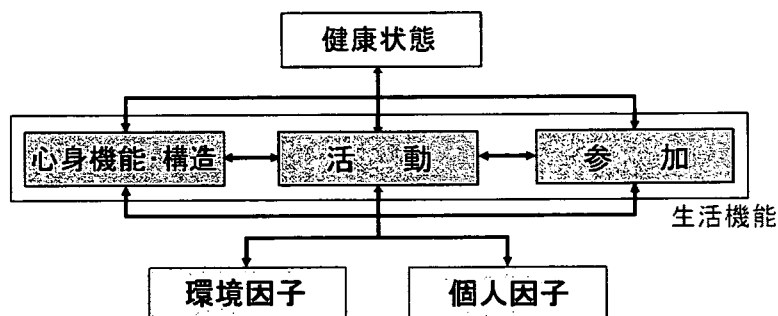 健康状態
心身機能・構造
活動
参加
生活機能
環境因子
個人因子